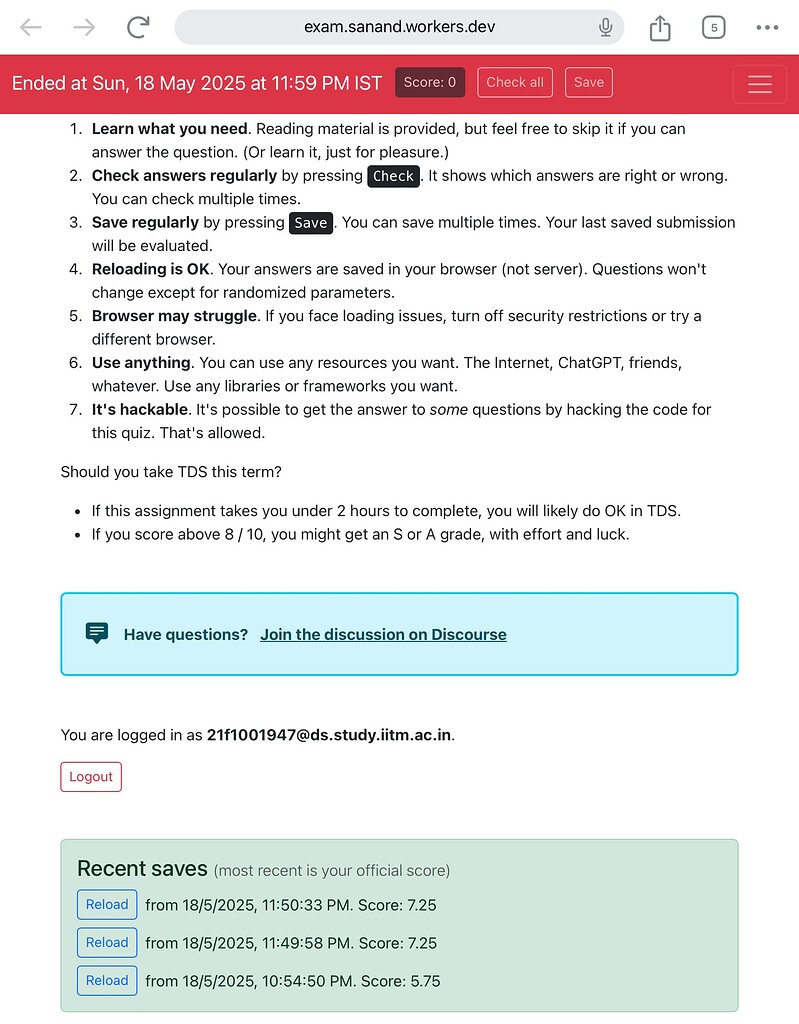 exam.sanand.workers.dev
5
Ended at Sun, 18 May 2025 at 11:59 PM IST Score: 0 Check all Save
1. Learn what you need. Reading material is provided, but feel free to skip it if you can
answer the question. (Or learn it, just for pleasure.)
2. Check answers regularly by pressing Check. It shows which answers are right or wrong.
You can check multiple times.
3. Save regularly by pressing Save. You can save multiple times. Your last saved submission
will be evaluated.
4. Reloading is OK. Your answers are saved in your browser (not server). Questions won't
change except for randomized parameters.
5. Browser may struggle. If you face loading issues, turn off security restrictions or try a
different browser.
6. Use anything. You can use any resources you want. The Internet, ChatGPT, friends,
whatever. Use any libraries or frameworks you want.
7. It's hackable. It's possible to get the answer to some questions by hacking the code for
this quiz. That's allowed.
Should you take TDS this term?
• If this assignment takes you under 2 hours to complete, you will likely do OK in TDS.
• If you score above 8 / 10, you might get an S or A grade, with effort and luck.
Have questions? Join the discussion on Discourse
You are logged in as 21f1001947@ds.study.iitm.ac.in.
Logout
Recent saves (most recent is your official score)
Reload from 18/5/2025, 11:50:33 PM. Score: 7.25
Reload from 18/5/2025, 11:49:58 PM. Score: 7.25
Reload from 18/5/2025, 10:54:50 PM. Score: 5.75